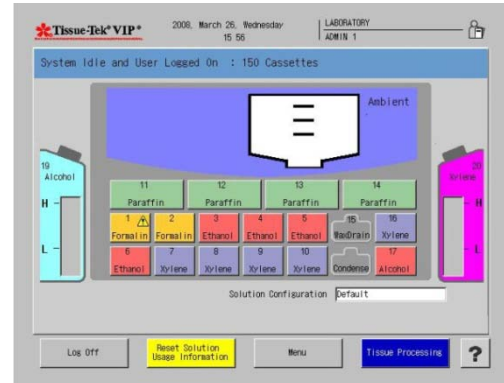 Tissue-Tek® VIP®
2008, March 26, Wednesday
15 56
LABORATORY
ADMIN 1
System Idle and User Logged On : 150 Cassettes
Ambient
19
Alcohol
H
L
20
Xylene
H
L
11
Paraffin
12
Paraffin
13
Paraffin
14
Paraffin
1
Formalin
2
Formalin
3
Ethanol
4
Ethanol
5
Ethanol
15
WaxDrain
16
Xylene
6
Ethanol
7
Xylene
8
Xylene
9
Xylene
10
Xylene
Condense
17
Alcohol
Solution Configuration Default
Log Off
Reset Solution
Usage Information
Menu
Tissue Processing
?